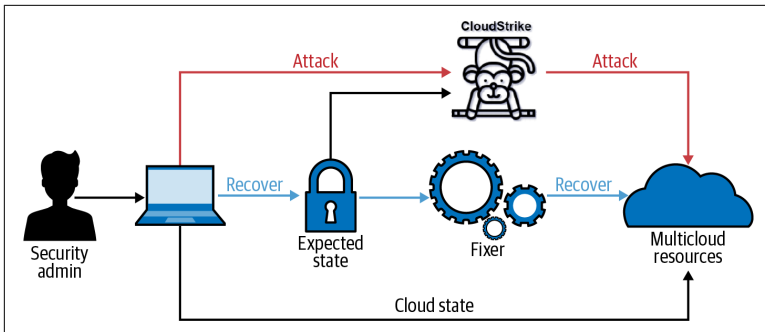 CloudStrike
Attack
Attack
Recover
Recover
Security
admin
Expected
state
Fixer
Multicloud
resources
Cloud state